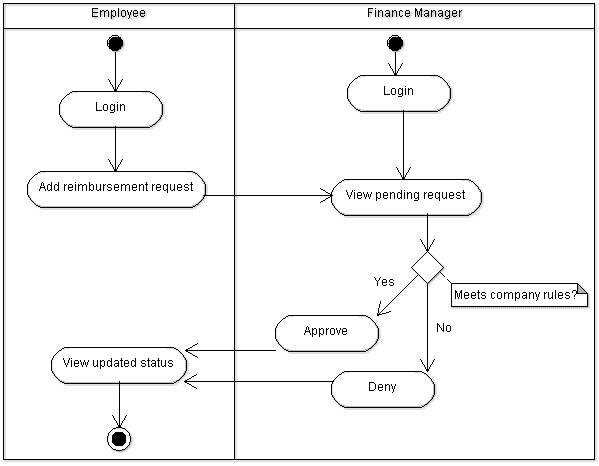 Employee
Finance Manager
Login
Login
Add reimbursement request
View pending request
Yes
Meets company rules?
No
Approve
View updated status
Deny